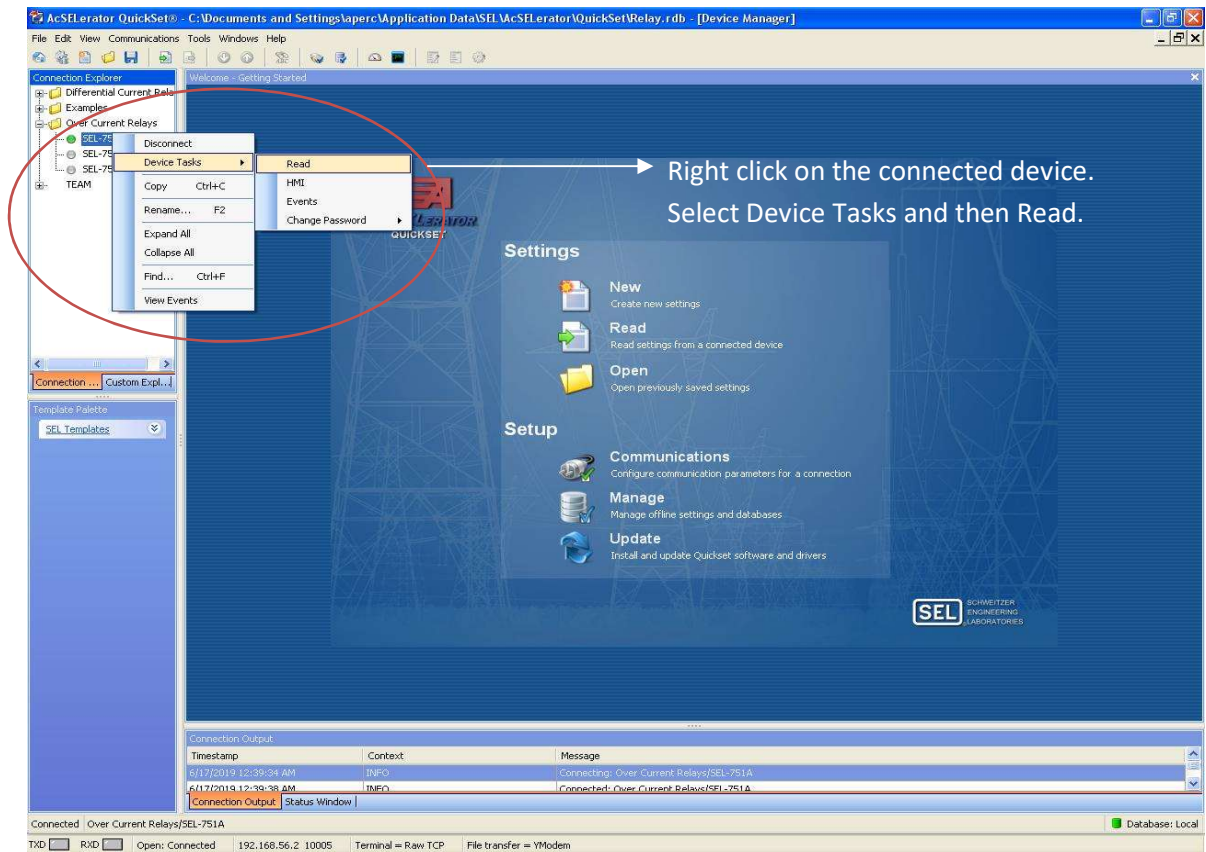 AcSELerator QuickSet® - C:\Documents and Settings\aperc\Application Data\SEL\AcSELerator\QuickSet\Relay.rdb - [Device Manager]
File Edit View Communications Tools Windows Help
Connection Explorer
Welcome - Getting Started
Differential Current Rela
Examples
Over Current Relays
SEL-75
SEL-75
SEL-75
TEAM
Disconnect
Device Tasks
Copy Ctrl+C
Rename... F2
Expand All
Collapse All
Find... Ctrl+F
View Events
Read
HMI
Events
Change Password
Right click on the connected device.
Select Device Tasks and then Read.
QUICKSET
Settings
New
Create new settings
Read
Read settings from a connected device
Open
Open previously saved settings
Setup
Communications
Configure communication parameters for a connection
Manage
Manage offline settings and databases
Update
Install and update Quickset software and drivers
SEL SCHWEITZER
ENGINEERING
LABORATORIES
Connection ... Custom Expl...
Template Palette
SEL Templates
Connection Output
Timestamp Context Message
6/17/2019 12:39:34 AM INFO Connecting: Over Current Relays/SEL-751A
6/17/2019 12:39:38 AM INFO Connected: Over Current Relays/SEL-751A
Connection Output Status Window
Connected Over Current Relays/SEL-751A Database: Local
TXD RXD Open: Connected 192.168.56.2 10005 Terminal = Raw TCP File transfer = YModem